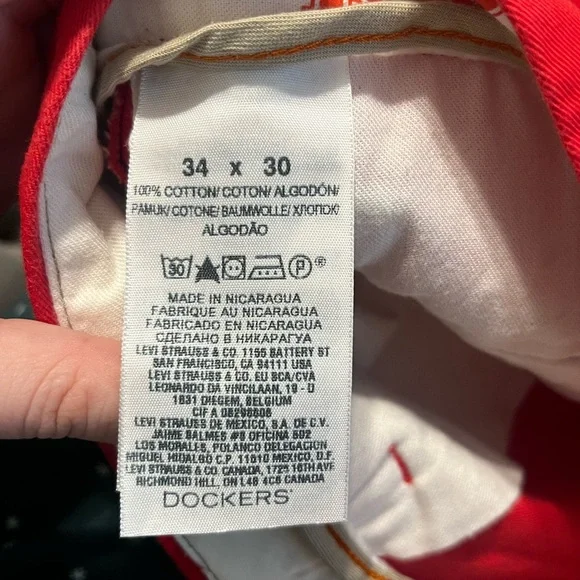 34 x 30
100% COTTON/ COTON/ ALGODÓN/
PAMUK/ COTONE/ BAUMWOLLE/ ХЛОПОК/
ALGODÃO
30 P ®
MADE IN NICARAGUA
FABRIQUE AU NICARAGUA
FABRICADO EN NICARAGUA
СДЕЛАНО В НИКАРАГУА
LEVI STRAUSS & CO. 1155 BATTERY ST
SAN FRANCISCO, CA 94111 USA
LEVI STRAUSS & CO. EU BCA/CVA
LEONARDO DA VINCILAAN, 19 - D
1831 DIEGEM, BELGIUM
CIF A 08298808
LEVI STRAUSS DE MEXICO, S.A. DE C.V.
JAIME BALMES #8 OFICINA 502
LOS MORALES, POLANCO DELEGACION
MIGUEL HIDALGO C.P. 11510 MEXICO, D.F.
LEVI STRAUSS & CO CANADA, 1725 16TH AVE
RICHMOND HILL, ON L4B 4C6 CANADA
DOCKERS®